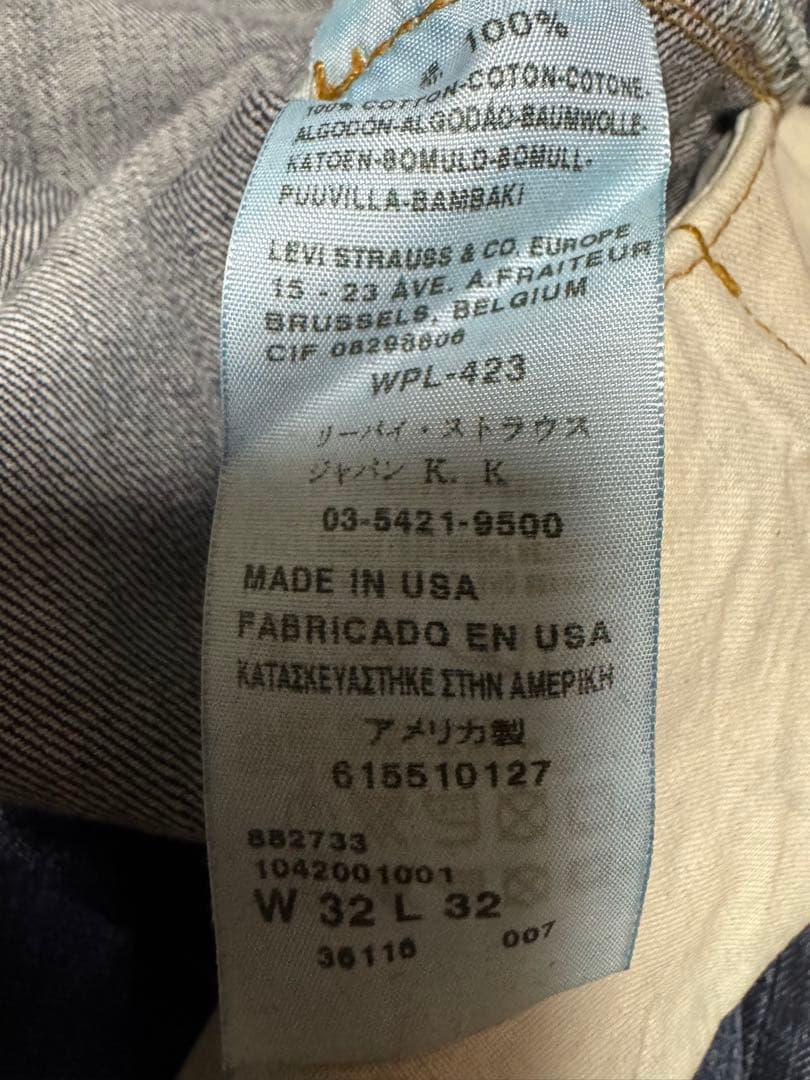 100%
綿
100% COTTON-COTON-COTONE-
ALGODÓN-ALGODÃO-BAUMWOLLE-
KATOEN-BOMULD-BOMULL-
PUUVILLA-BAMBAKI
LEVI STRAUSS & CO. EUROPE
15 - 23 AVE. A.FRAITEUR
BRUSSELS, BELGIUM
CIF 08298606
WPL-423
リーバイ・ストラウス
ジャパン K. K
03-5421-9500
MADE IN USA
FABRICADO EN USA
ΚΑΤΑΣΚΕΥΑΣΤΗΚΕ ΣΤΗΝ ΑΜΕΡΙΚΗ
アメリカ製
615510127
882733
1042001001
W 32 L 32
36116 007